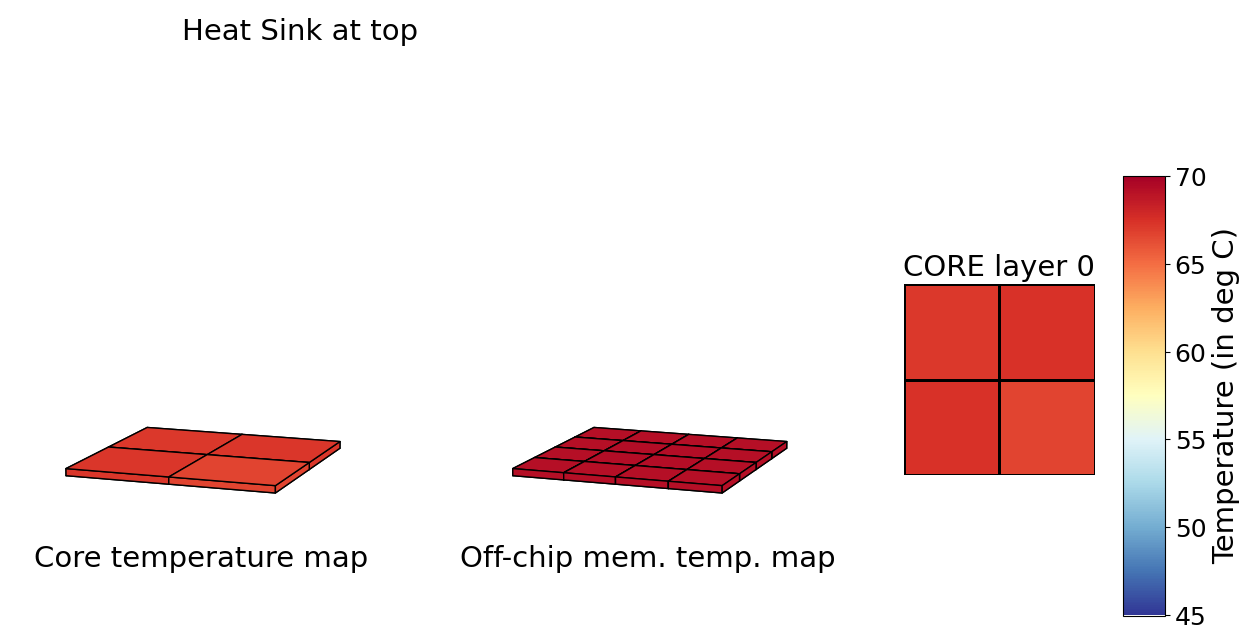 Heat Sink at top
Core temperature map
Off-chip mem. temp. map
CORE layer 0
70
65
60
55
50
45
Temperature (in deg C)